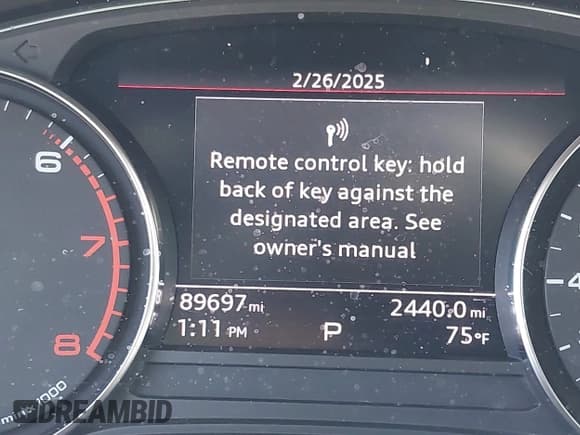 2/26/2025
Remote control key: hold
back of key against the
designated area. See
owner's manual
89697 mi
2440.0 mi
1:11 PM
P
75°F
6
7
8
DREAMBID